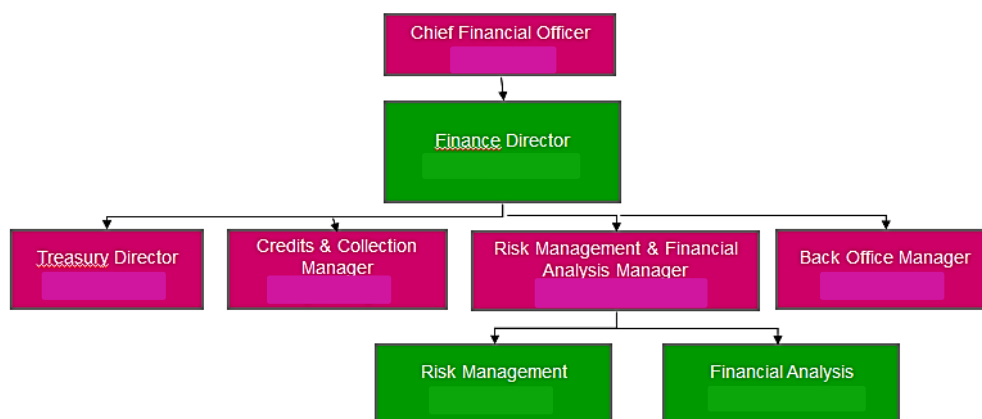 Chief Financial Officer
Finance Director
Treasury Director
Credits & Collection
Manager
Risk Management & Financial
Analysis Manager
Back Office Manager
Risk Management
Financial Analysis